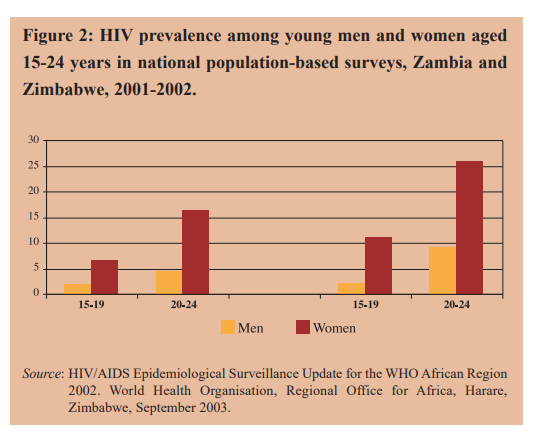 Figure 2: HIV prevalence among young men and women aged
15-24 years in national population-based surveys, Zambia and
Zimbabwe, 2001-2002.
30
25
20
15
10
5
0
15-19 20-24 15-19 20-24
Men Women
Source: HIV/AIDS Epidemiological Surveillance Update for the WHO African Region
2002. World Health Organisation, Regional Office for Africa, Harare,
Zimbabwe, September 2003.